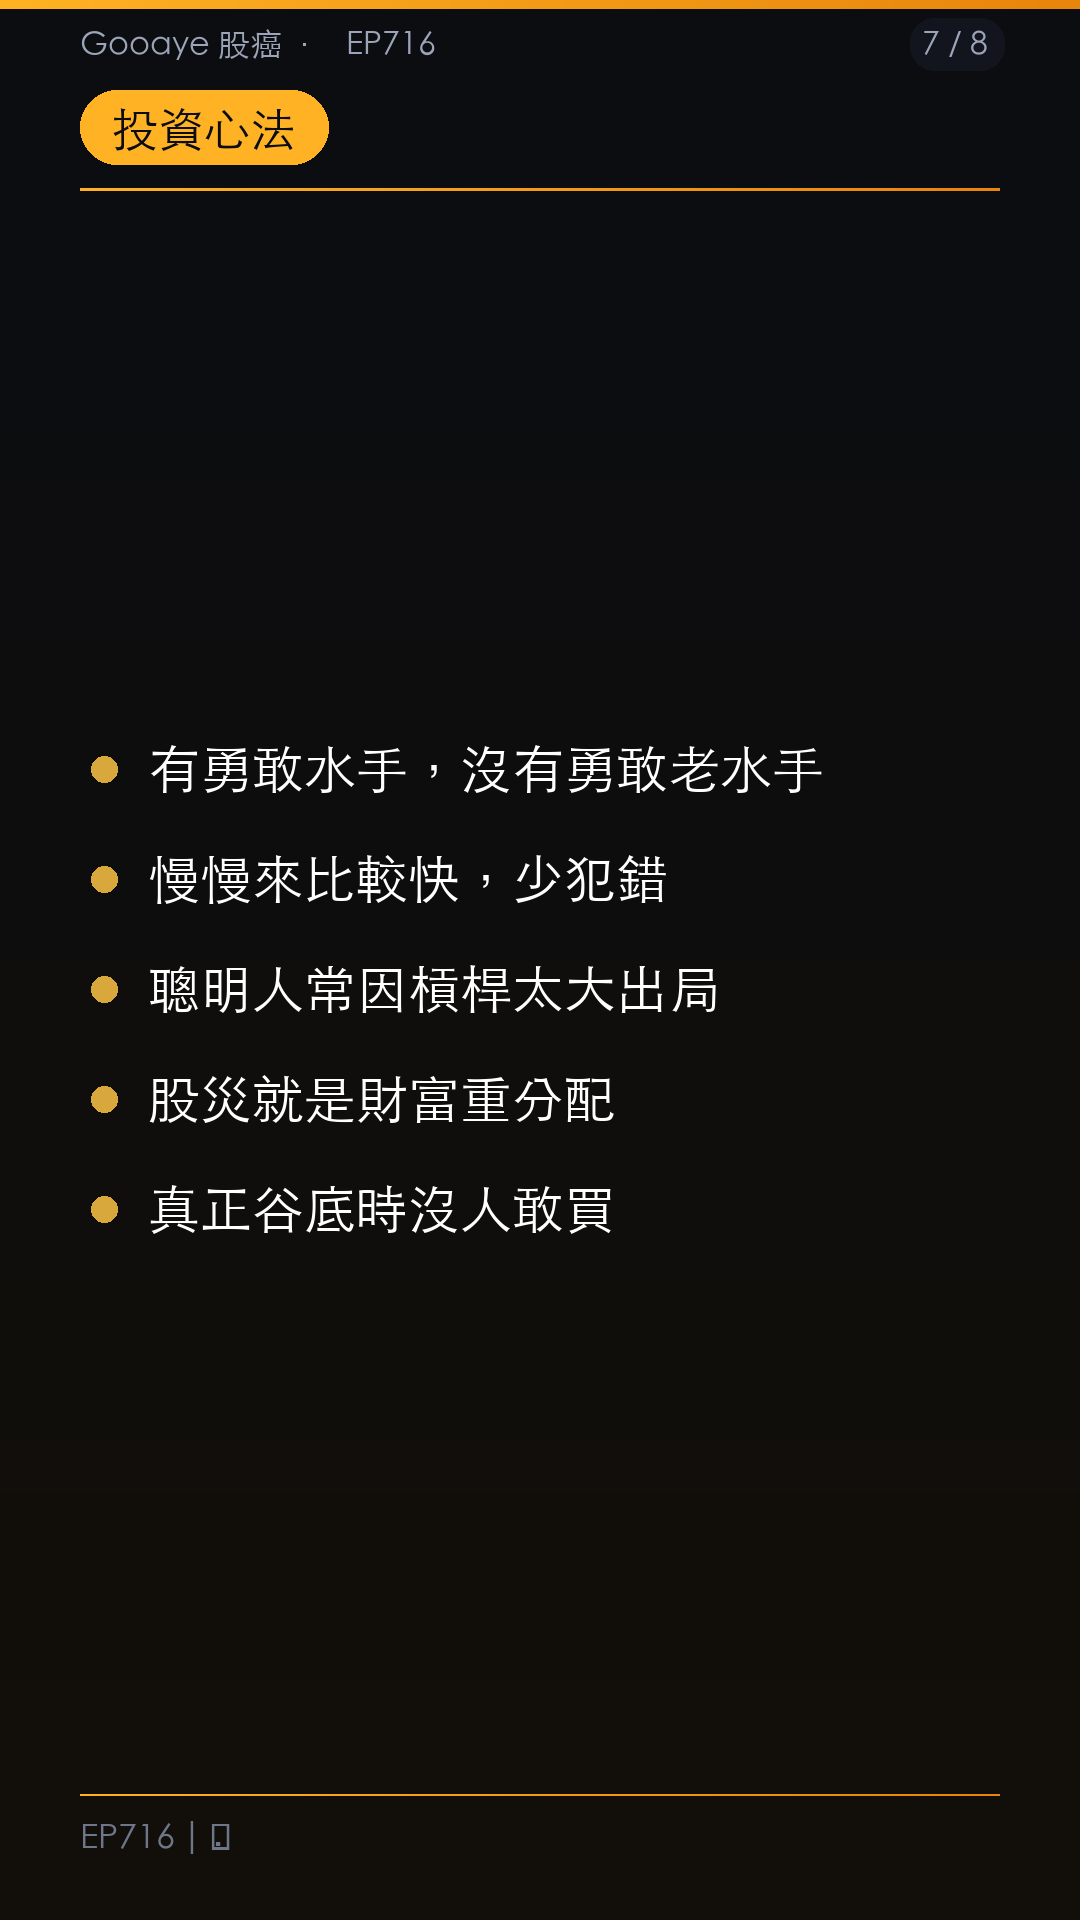 Gooaye 股癌 · EP716
7 / 8
投資心法
有勇敢水手，沒有勇敢老水手
慢慢來比較快，少犯錯
聰明人常因槓桿太大出局
股災就是財富重分配
真正谷底時沒人敢買
EP716 |